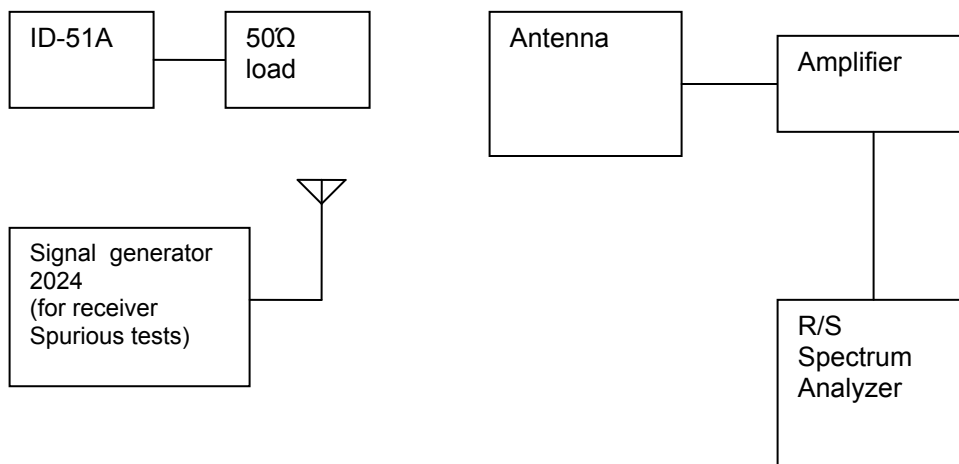 ID-51A
50Ω
load
Antenna
Amplifier
Signal generator
2024
(for receiver
Spurious tests)
R/S
Spectrum
Analyzer